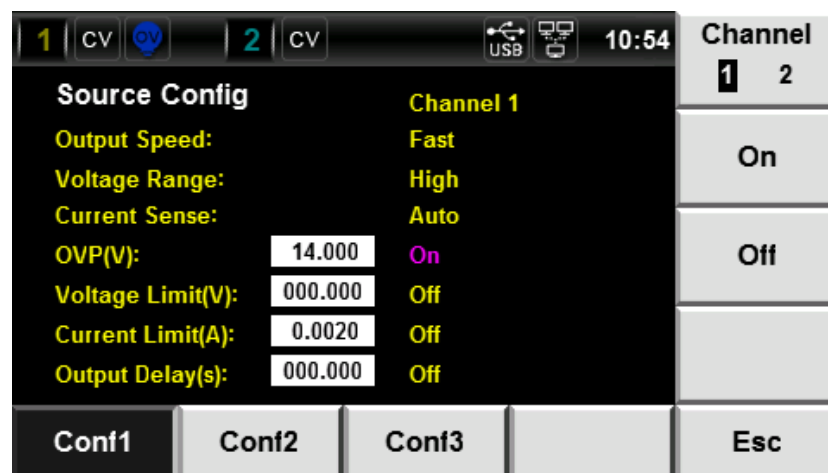 1 CV OV 2 CV USB 10:54
Channel
1 2
Source Config Channel 1
Output Speed: Fast
Voltage Range: High
Current Sense: Auto
OVP(V): 14.000 On
Voltage Limit(V): 000.000 Off
Current Limit(A): 0.0020 Off
Output Delay(s): 000.000 Off
On
Off
Conf1 Conf2 Conf3 Esc